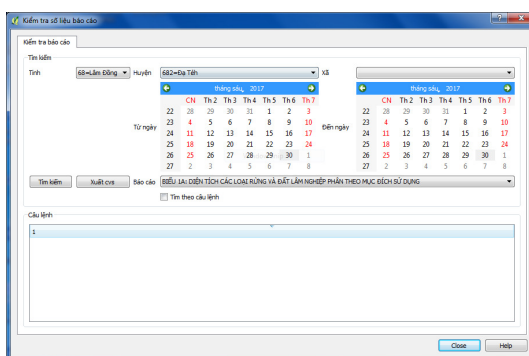 Kiểm tra số liệu báo cáo
Kiểm tra báo cáo
Tìm kiếm
Tỉnh 68=Lâm Đồng Huyện 682=Đạ Tẻh Xã
tháng sáu, 2017 tháng sáu, 2017
CN Th 2 Th 3 Th 4 Th 5 Th 6 Th 7 CN Th 2 Th 3 Th 4 Th 5 Th 6 Th 7
22 28 29 30 31 1 2 3 22 28 29 30 31 1 2 3
23 4 5 6 7 8 9 10 23 4 5 6 7 8 9 10
Từ ngày 24 11 12 13 14 15 16 17 Đến ngày 24 11 12 13 14 15 16 17
25 18 19 20 21 22 23 24 25 18 19 20 21 22 23 24
26 25 26 27 28 29 30 1 26 25 26 27 28 29 30 1
27 2 3 4 5 6 7 8 27 2 3 4 5 6 7 8
Tìm kiếm Xuất cvs Báo cáo BIỂU 1A: DIỆN TÍCH CÁC LOẠI RỪNG VÀ ĐẤT LÂM NGHIỆP PHÂN THEO MỤC ĐÍCH SỬ DỤNG
Tìm theo câu lệnh
Câu lệnh
1
Close Help